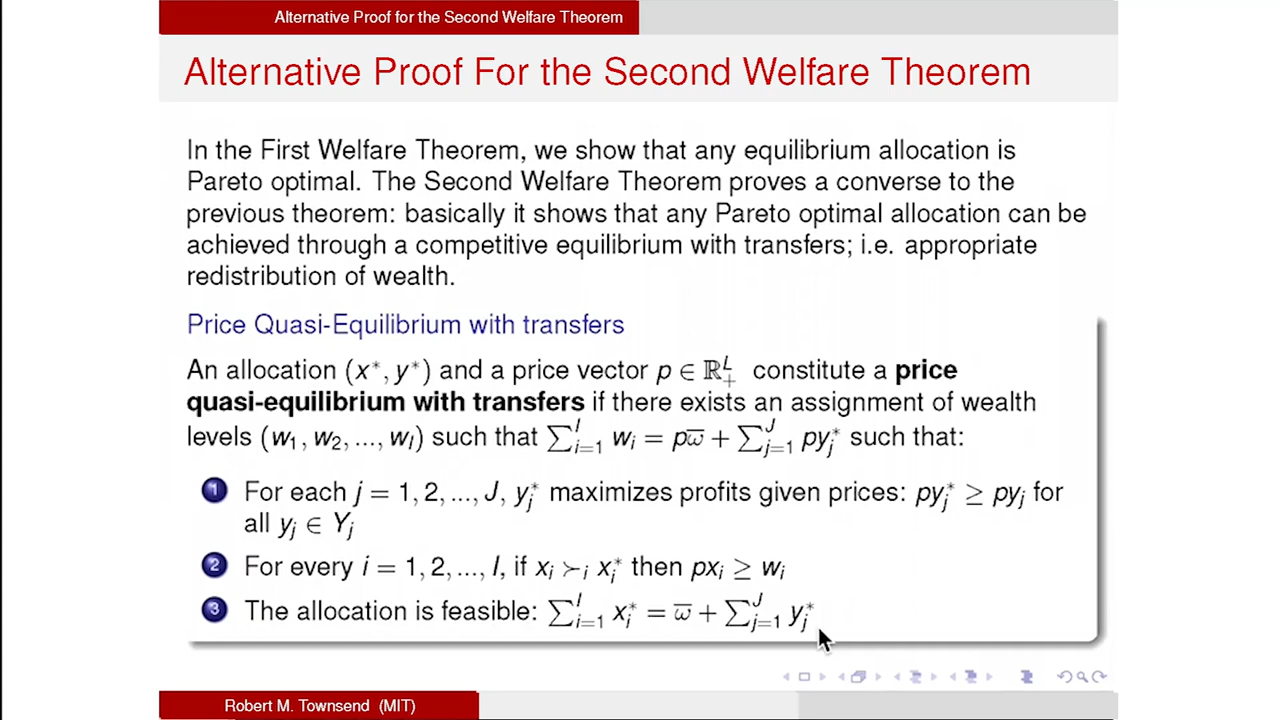 Alternative Proof for the Second Welfare Theorem
Alternative Proof For the Second Welfare Theorem
In the First Welfare Theorem, we show that any equilibrium allocation is
Pareto optimal. The Second Welfare Theorem proves a converse to the
previous theorem: basically it shows that any Pareto optimal allocation can be
achieved through a competitive equilibrium with transfers; i.e. appropriate
redistribution of wealth.
Price Quasi-Equilibrium with transfers
An allocation (x*, y*) and a price vector p ∈ ℝ₊ᴸ constitute a price
quasi-equilibrium with transfers if there exists an assignment of wealth
levels (w₁, w₂, ..., w_I) such that ∑_{i=1}^I w_i = pω̅ + ∑_{j=1}^J py_j* such that:
1 For each j = 1, 2, ..., J, y_j* maximizes profits given prices: py_j* ≥ py_j for
all y_j ∈ Y_j
2 For every i = 1, 2, ..., I, if x_i ≻_i x_i* then px_i ≥ w_i
3 The allocation is feasible: ∑_{i=1}^I x_i* = ω̅ + ∑_{j=1}^J y_j*
Robert M. Townsend (MIT)